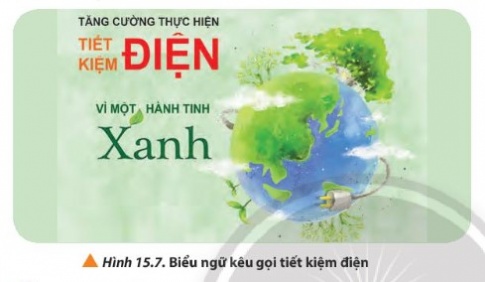 TĂNG CƯỜNG THỰC HIỆN
TIẾT
KIỆM ĐIỆN
VÌ MỘT HÀNH TINH
Xanh
Hình 15.7. Biểu ngữ kêu gọi tiết kiệm điện